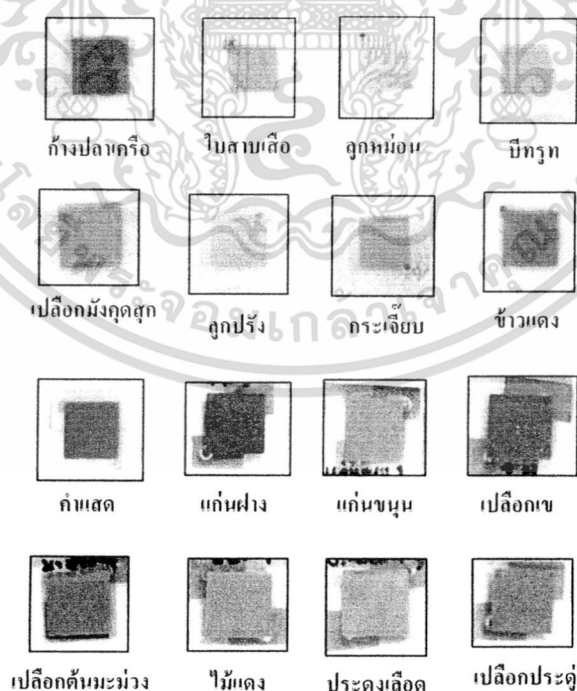 ก้างปลาเครือ ใบสาบเสือ ลูกหม่อน บีทรูท
เปลือกมังคุดสุก ลูกปรัง กระเจี๊ยบ ข้าวแดง
คำแสด แก่นฝาง แก่นขนุน เปลือกเข
เปลือกต้นมะม่วง ไม้แดง ประดงเลือด เปลือกประดู่